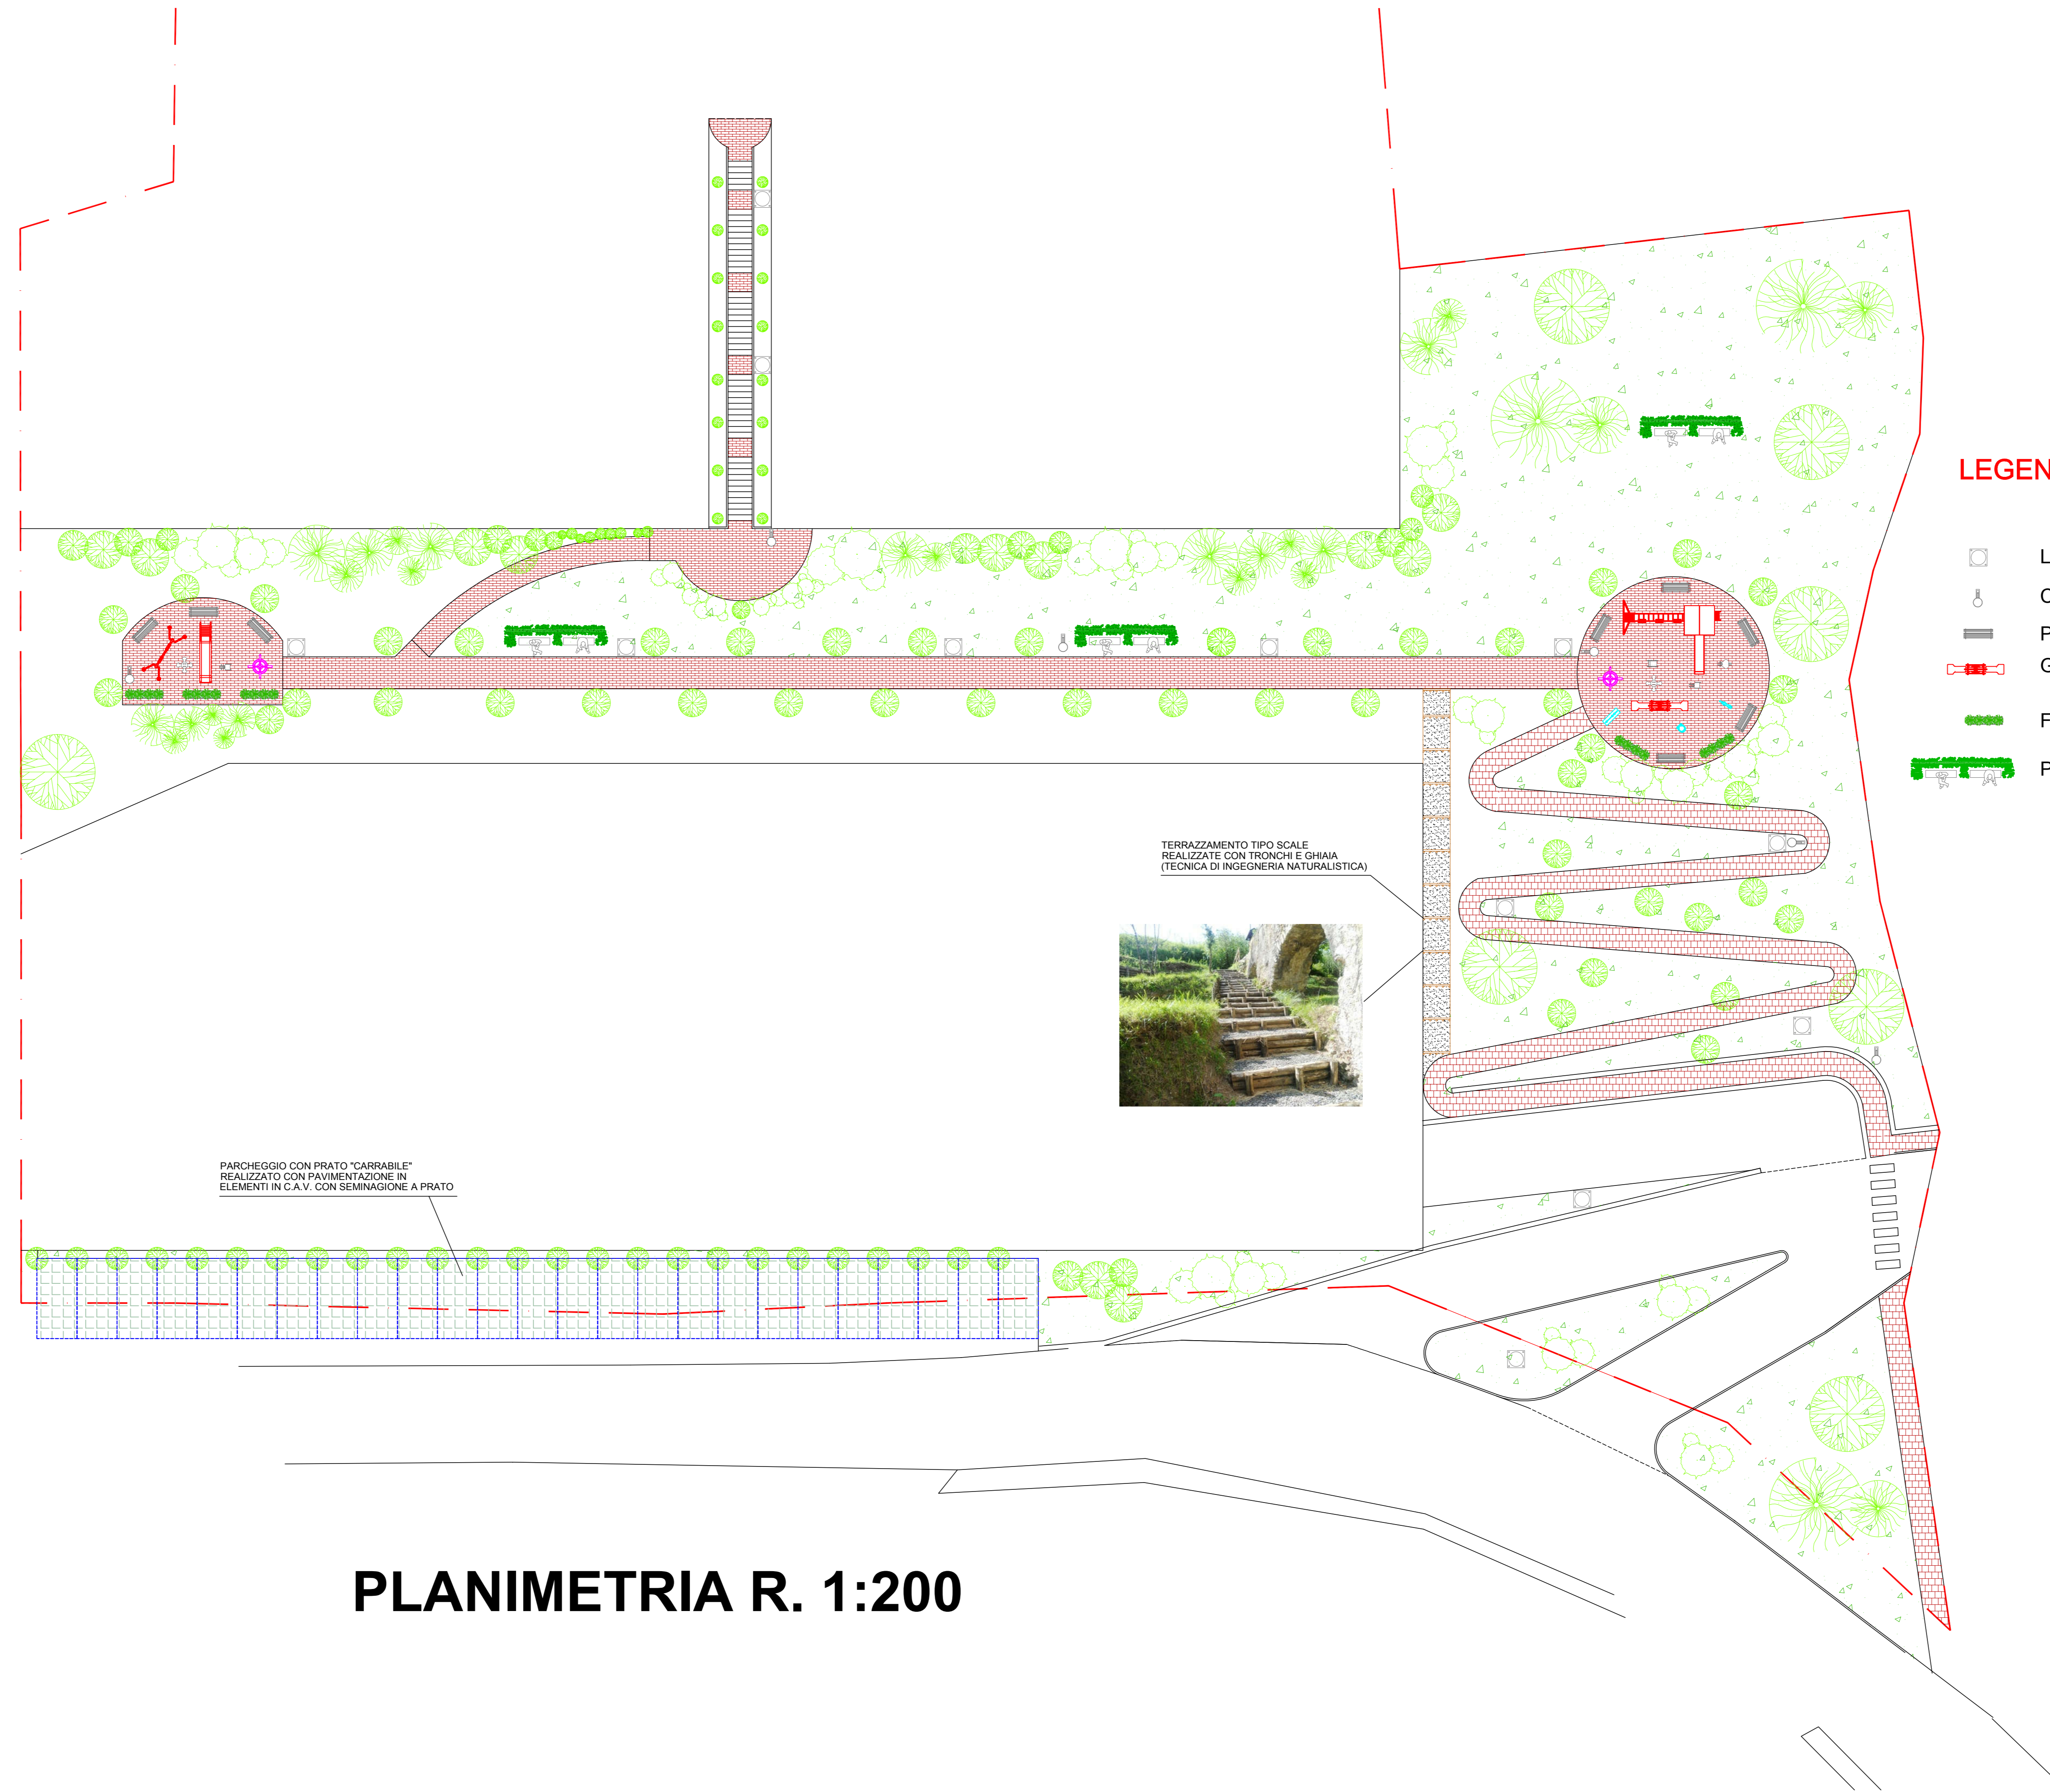 LEGEN
L
C
P
G
F
P
TERRAZZAMENTO TIPO SCALE
REALIZZATE CON TRONCHI E GHIAIA
(TECNICA DI INGEGNERIA NATURALISTICA)
PARCHEGGIO CON PRATO "CARRABILE"
REALIZZATO CON PAVIMENTAZIONE IN
ELEMENTI IN C.A.V. CON SEMINAGIONE A PRATO
PLANIMETRIA R. 1:200